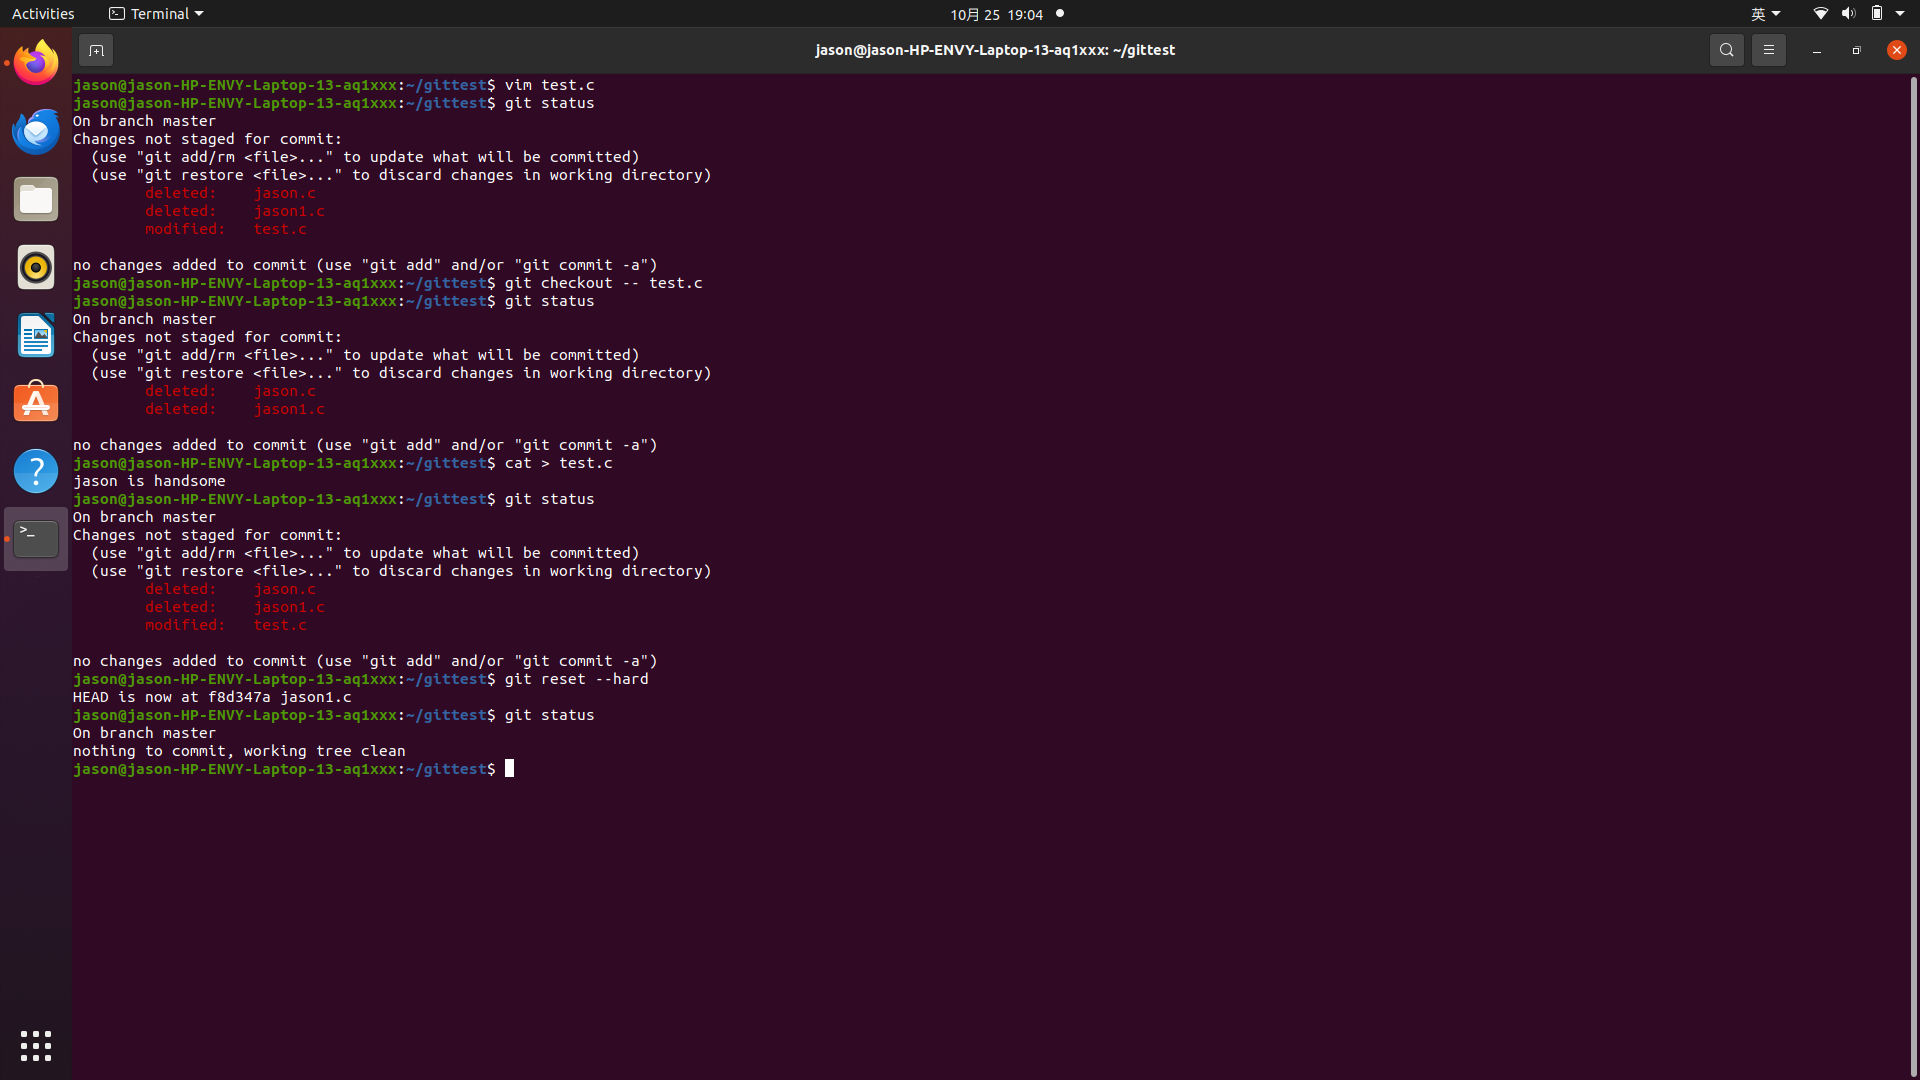 Activities
Terminal
10月 25 19:04
英
jason@jason-HP-ENVY-Laptop-13-aq1xxx: ~/gittest
jason@jason-HP-ENVY-Laptop-13-aq1xxx:~/gittest$ vim test.c
jason@jason-HP-ENVY-Laptop-13-aq1xxx:~/gittest$ git status
On branch master
Changes not staged for commit:
  (use "git add/rm <file>..." to update what will be committed)
  (use "git restore <file>..." to discard changes in working directory)
        deleted:    jason.c
        deleted:    jason1.c
        modified:   test.c

no changes added to commit (use "git add" and/or "git commit -a")
jason@jason-HP-ENVY-Laptop-13-aq1xxx:~/gittest$ git checkout -- test.c
jason@jason-HP-ENVY-Laptop-13-aq1xxx:~/gittest$ git status
On branch master
Changes not staged for commit:
  (use "git add/rm <file>..." to update what will be committed)
  (use "git restore <file>..." to discard changes in working directory)
        deleted:    jason.c
        deleted:    jason1.c

no changes added to commit (use "git add" and/or "git commit -a")
jason@jason-HP-ENVY-Laptop-13-aq1xxx:~/gittest$ cat > test.c
jason is handsome
jason@jason-HP-ENVY-Laptop-13-aq1xxx:~/gittest$ git status
On branch master
Changes not staged for commit:
  (use "git add/rm <file>..." to update what will be committed)
  (use "git restore <file>..." to discard changes in working directory)
        deleted:    jason.c
        deleted:    jason1.c
        modified:   test.c

no changes added to commit (use "git add" and/or "git commit -a")
jason@jason-HP-ENVY-Laptop-13-aq1xxx:~/gittest$ git reset --hard
HEAD is now at f8d347a jason1.c
jason@jason-HP-ENVY-Laptop-13-aq1xxx:~/gittest$ git status
On branch master
nothing to commit, working tree clean
jason@jason-HP-ENVY-Laptop-13-aq1xxx:~/gittest$